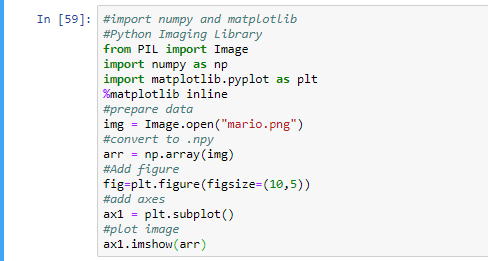 In [59]: #import numpy and matplotlib
#Python Imaging Library
from PIL import Image
import numpy as np
import matplotlib.pyplot as plt
%matplotlib inline
#prepare data
img = Image.open("mario.png")
#convert to .npy
arr = np.array(img)
#Add figure
fig=plt.figure(figsize=(10,5))
#add axes
ax1 = plt.subplot()
#plot image
ax1.imshow(arr)